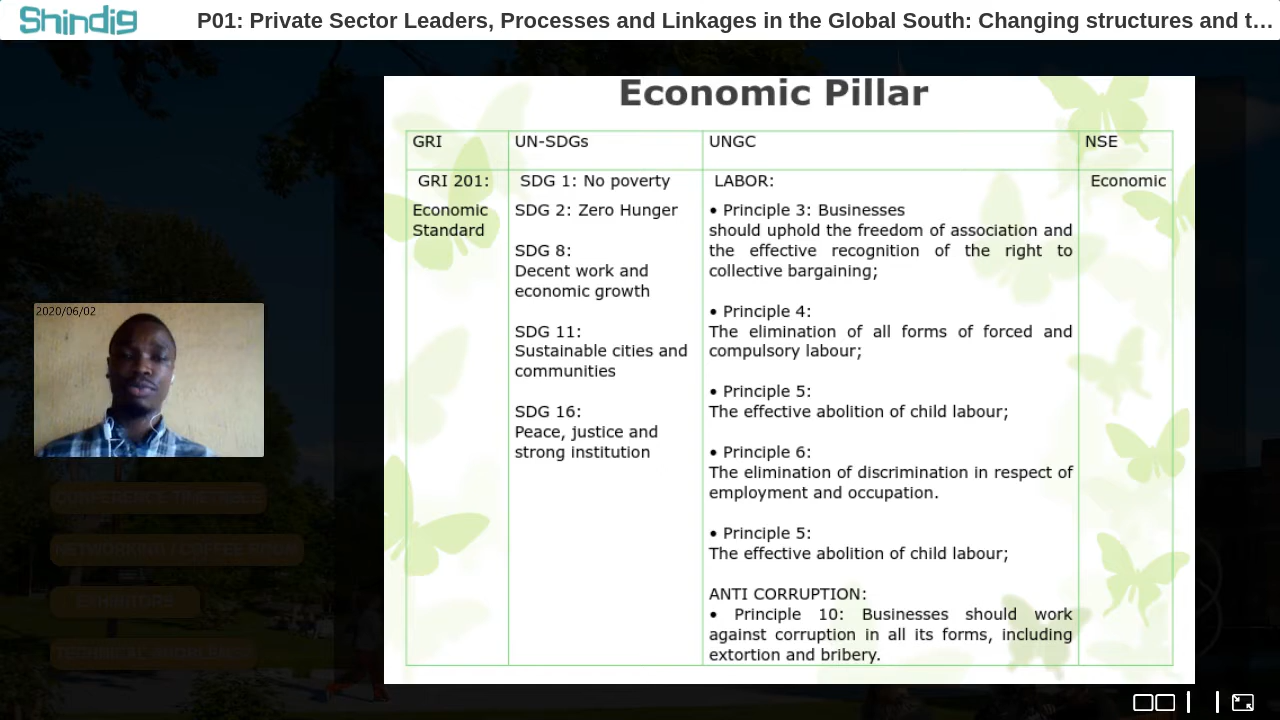 Shindig
P01: Private Sector Leaders, Processes and Linkages in the Global South: Changing structures and t...
Economic Pillar
GRI
UN-SDGs
UNGC
NSE
GRI 201:
Economic
Standard
SDG 1: No poverty
SDG 2: Zero Hunger
SDG 8:
Decent work and
economic growth
SDG 11:
Sustainable cities and
communities
SDG 16:
Peace, justice and
strong institution
LABOR:
• Principle 3: Businesses
should uphold the freedom of association and
the effective recognition of the right to
collective bargaining;
• Principle 4:
The elimination of all forms of forced and
compulsory labour;
• Principle 5:
The effective abolition of child labour;
• Principle 6:
The elimination of discrimination in respect of
employment and occupation.
• Principle 5:
The effective abolition of child labour;
ANTI CORRUPTION:
• Principle 10: Businesses should work
against corruption in all its forms, including
extortion and bribery.
Economic
2020/06/02
CONFERENCE TIMETABLE
NETWORKING / COFFEE ROOM
EXHIBITORS